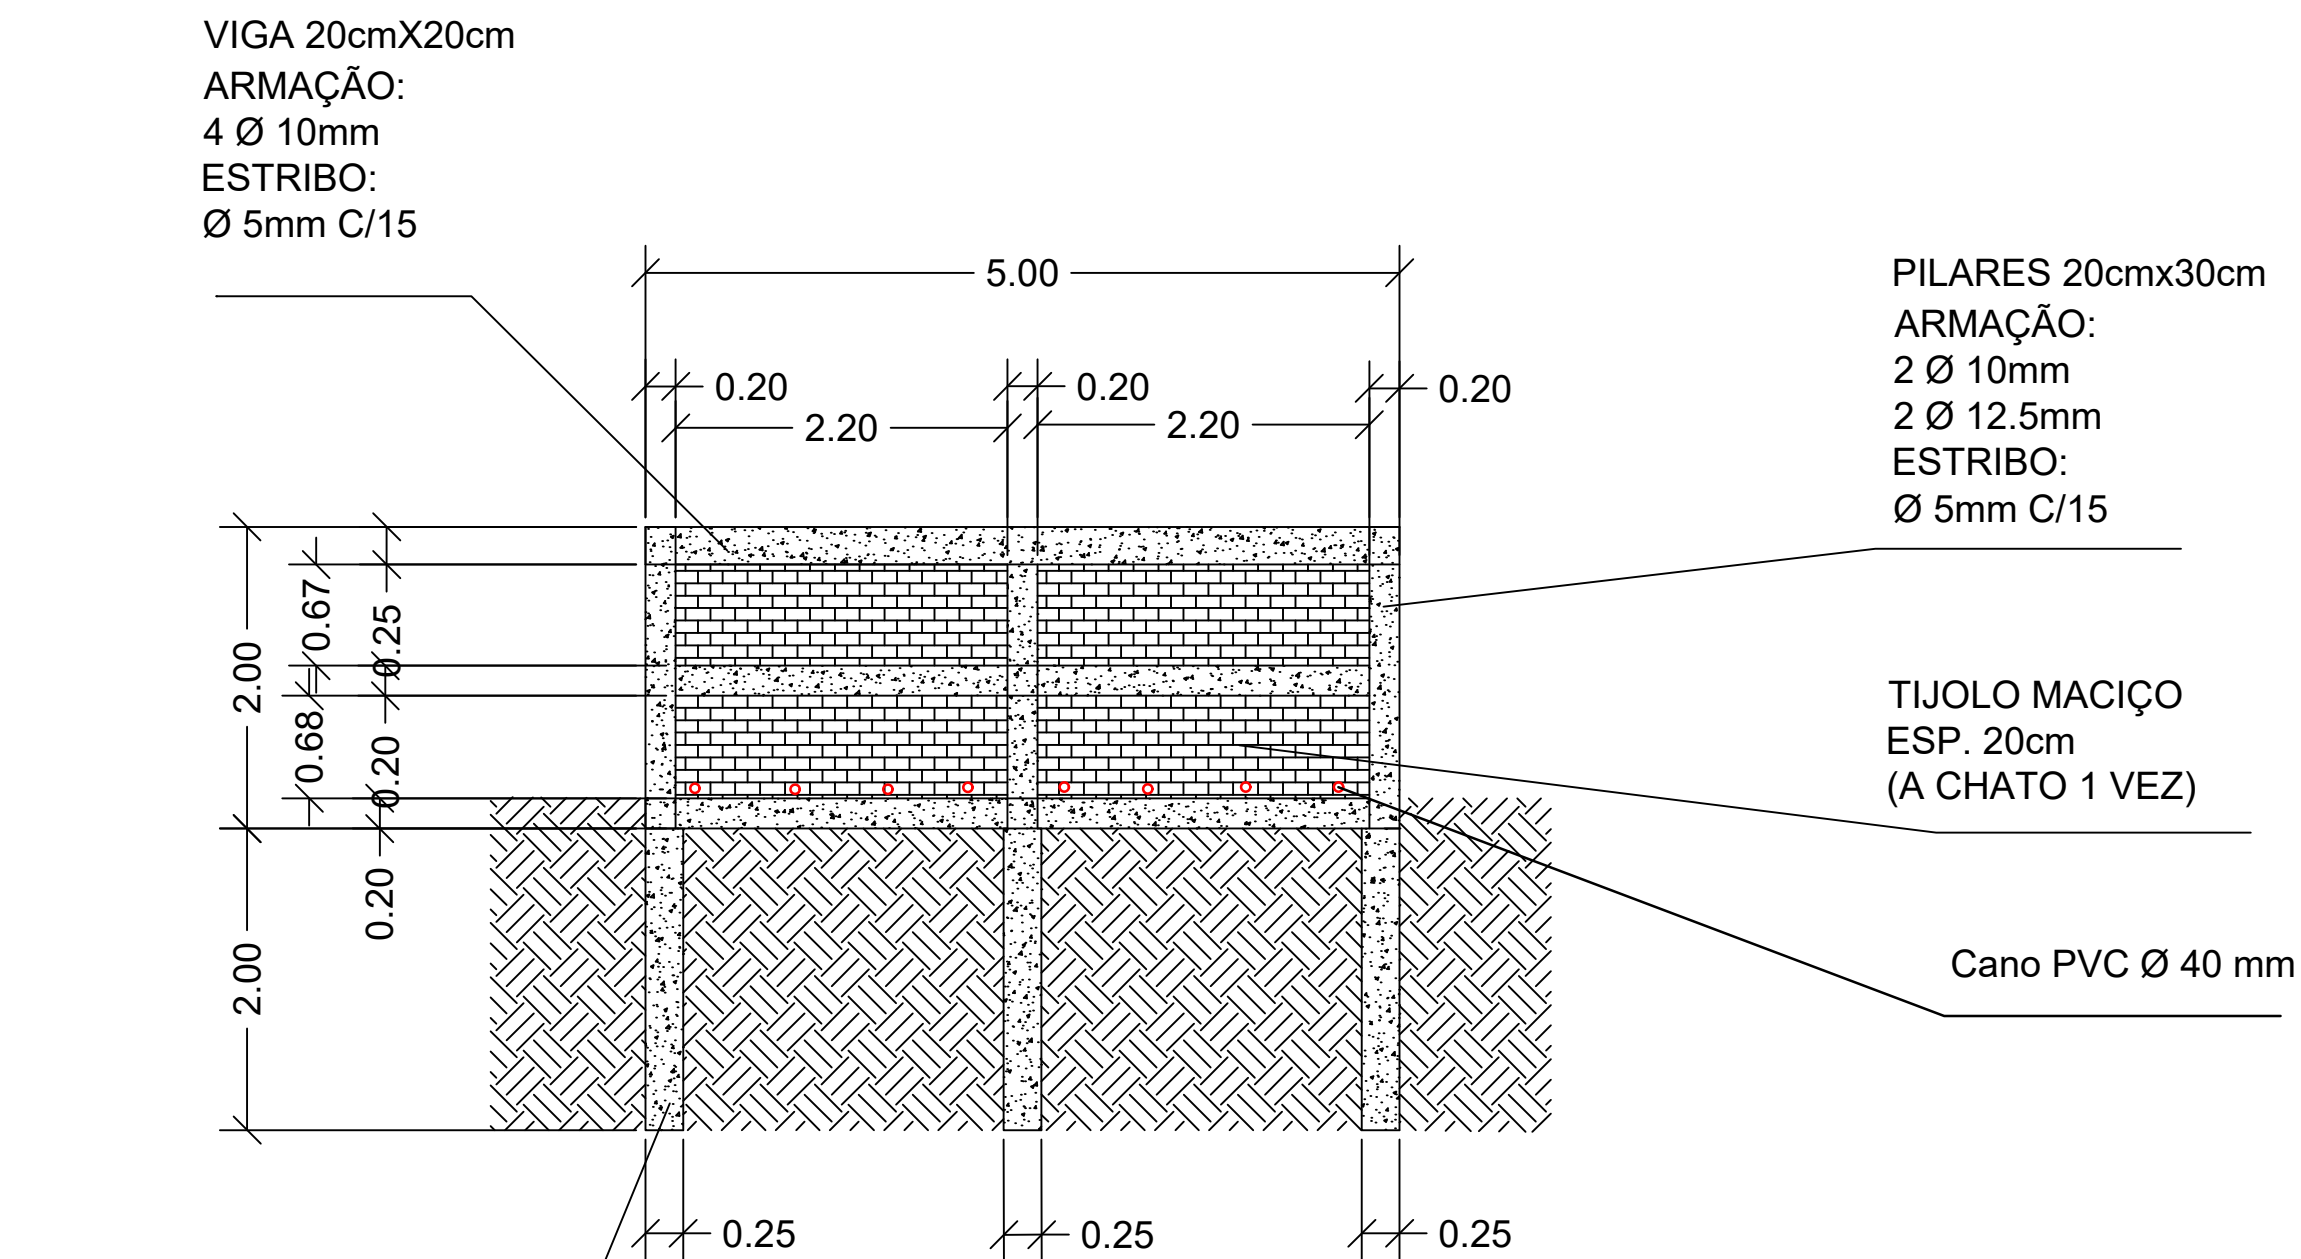 VIGA 20cmX20cm
ARMAÇÃO:
4 Ø 10mm
ESTRIBO:
Ø 5mm C/15
5.00
PILARES 20cmx30cm
ARMAÇÃO:
2 Ø 10mm
2 Ø 12.5mm
ESTRIBO:
Ø 5mm C/15
0.20
0.20
0.20
2.20
2.20
2.00
0.67
0.25
0.68
0.20
0.20
2.00
TIJOLO MACIÇO
ESP. 20cm
(A CHATO 1 VEZ)
Cano PVC Ø 40 mm
0.25
0.25
0.25